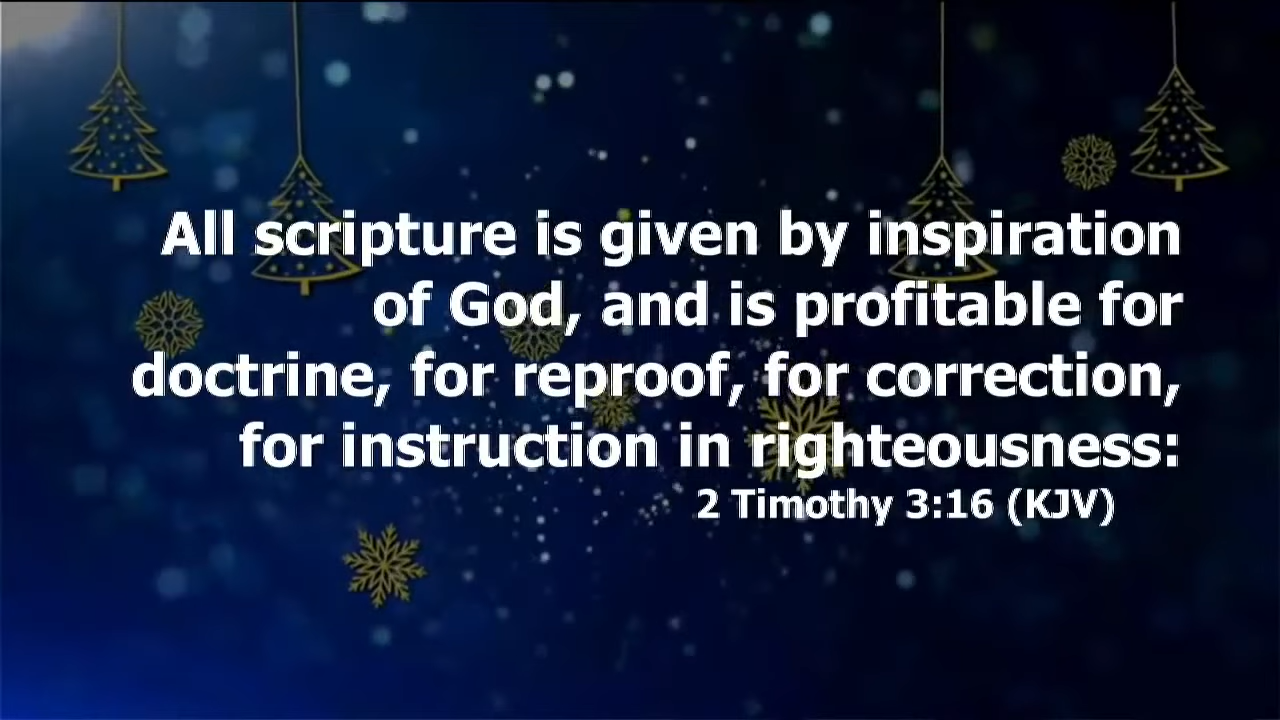 All scripture is given by inspiration
of God, and is profitable for
doctrine, for reproof, for correction,
for instruction in righteousness:
2 Timothy 3:16 (KJV)